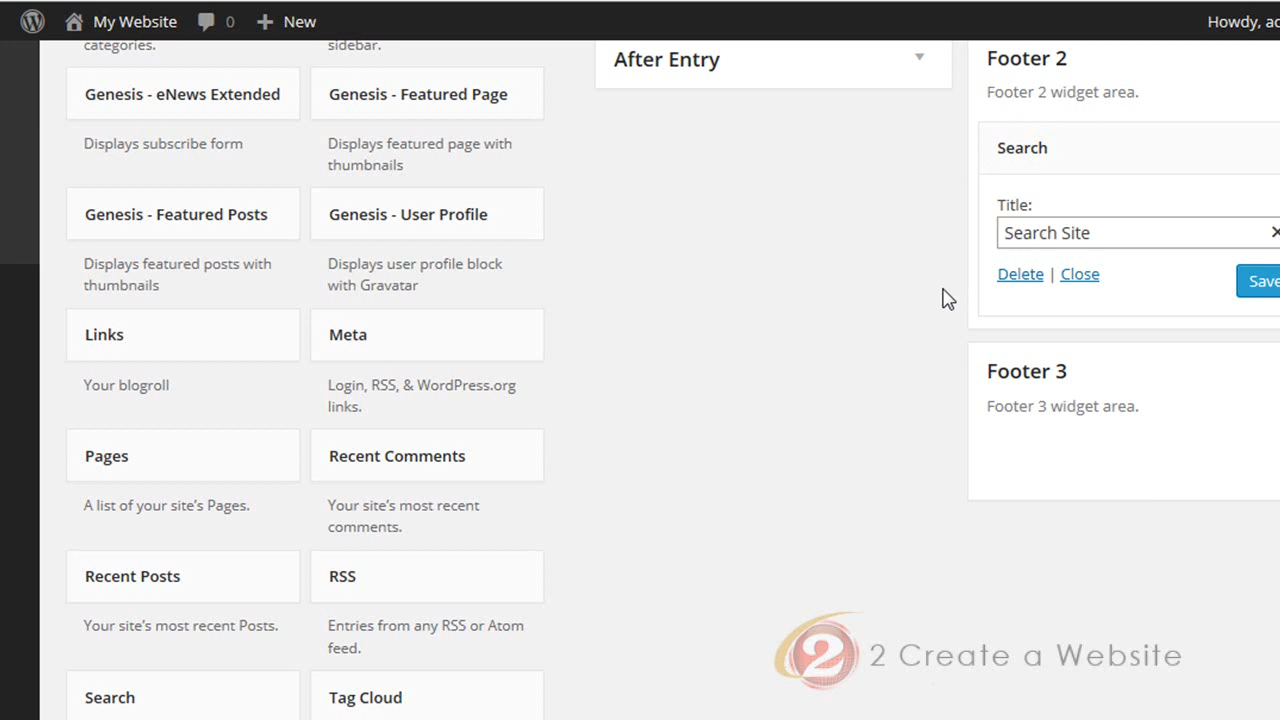 My Website
0
New
Howdy,
categories.
sidebar.
Genesis - eNews Extended
Genesis - Featured Page
Displays subscribe form
Displays featured page with
thumbnails
Genesis - Featured Posts
Genesis - User Profile
Displays featured posts with
thumbnails
Displays user profile block
with Gravatar
Links
Meta
Your blogroll
Login, RSS, & WordPress.org
links.
Pages
Recent Comments
A list of your site's Pages.
Your site's most recent
comments.
Recent Posts
RSS
Your site's most recent Posts.
Entries from any RSS or Atom
feed.
Search
Tag Cloud
After Entry
Footer 2
Footer 2 widget area.
Search
Title:
Search Site
Delete | Close
Save
Footer 3
Footer 3 widget area.
2 2 Create a Website